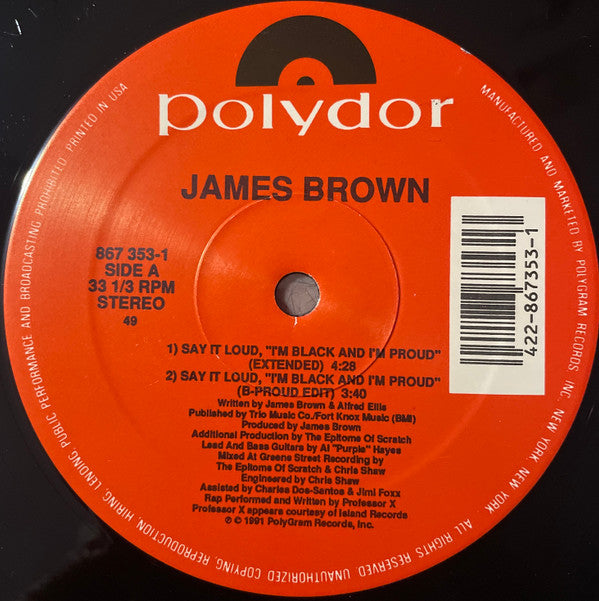 polydor
JAMES BROWN
867 353-1
SIDE A
33 1/3 RPM
STEREO
49
422-867353-1
1) SAY IT LOUD, "I'M BLACK AND I'M PROUD"
(EXTENDED) 4:28
2) SAY IT LOUD, "I'M BLACK AND I'M PROUD"
(B-PROUD EDIT) 3:40
Written by James Brown & Alfred Ellis
Published by Trio Music Co./Fort Knox Music (BMI)
Produced by James Brown
Additional Production by The Epitome Of Scratch
Lead And Bass Guitars by Al "Purple" Hayes
Mixed At Greene Street Recording by
The Epitome Of Scratch & Chris Shaw
Engineered by Chris Shaw
Assisted by Charles Dos-Santos & Jimi Foxx
Rap Performed and Written by Professor X
Professor X appears courtesy of Island Records
℗ © 1991 PolyGram Records, Inc.
MANUFACTURED AND MARKETED BY POLYGRAM RECORDS INC. NEW YORK, NEW YORK. ALL RIGHTS RESERVED. UNAUTHORIZED COPYING, REPRODUCTION, HIRING, LENDING, PUBLIC PERFORMANCE AND BROADCASTING PROHIBITED. PRINTED IN USA